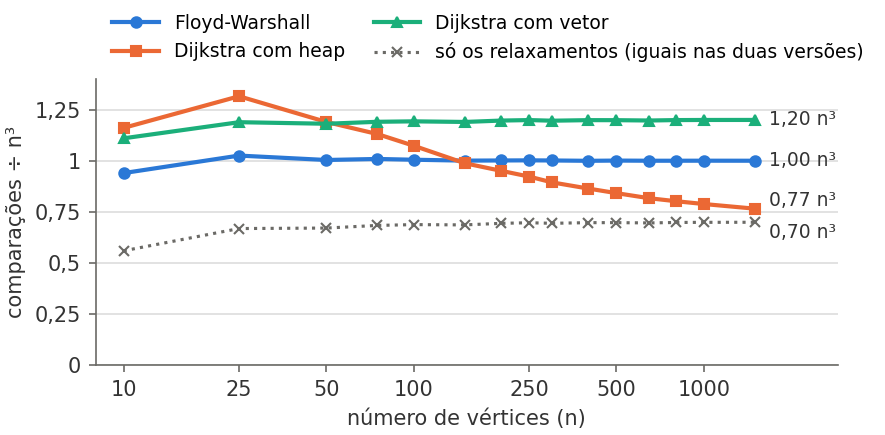 Floyd-Warshall
Dijkstra com vetor
Dijkstra com heap
só os relaxamentos (iguais nas duas versões)
comparações ÷ n³
1,25
1
0,75
0,5
0,25
0
1,20 n³
1,00 n³
0,77 n³
0,70 n³
10
25
50
100
250
500
1000
número de vértices (n)